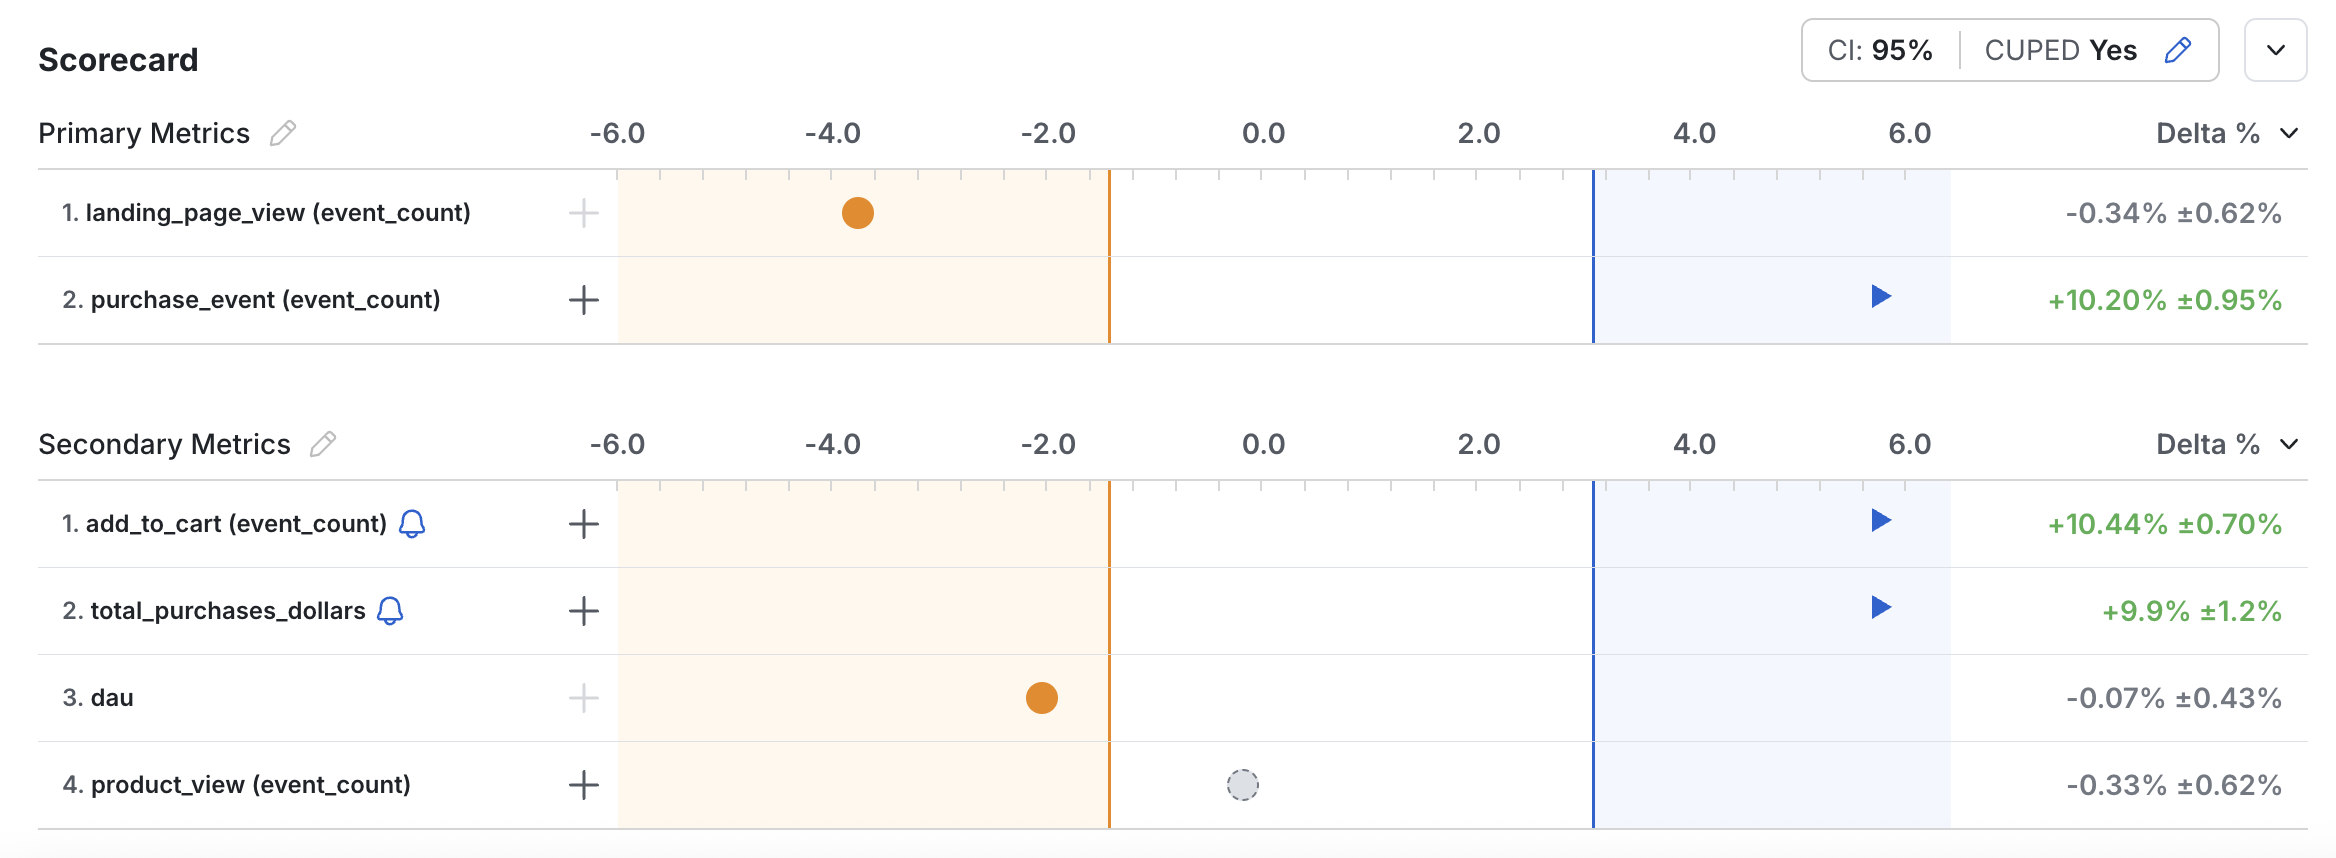 Scorecard
CI: 95% CUPED Yes
Primary Metrics -6.0 -4.0 -2.0 0.0 2.0 4.0 6.0 Delta %
1. landing_page_view (event_count) -0.34% ±0.62%
2. purchase_event (event_count) +10.20% ±0.95%
Secondary Metrics -6.0 -4.0 -2.0 0.0 2.0 4.0 6.0 Delta %
1. add_to_cart (event_count) +10.44% ±0.70%
2. total_purchases_dollars +9.9% ±1.2%
3. dau -0.07% ±0.43%
4. product_view (event_count) -0.33% ±0.62%